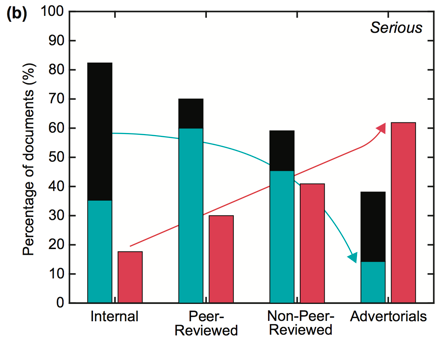 (b)
Serious
Percentage of documents (%)
100
90
80
70
60
50
40
30
20
10
0
Internal
Peer-
Reviewed
Non-Peer-
Reviewed
Advertorials